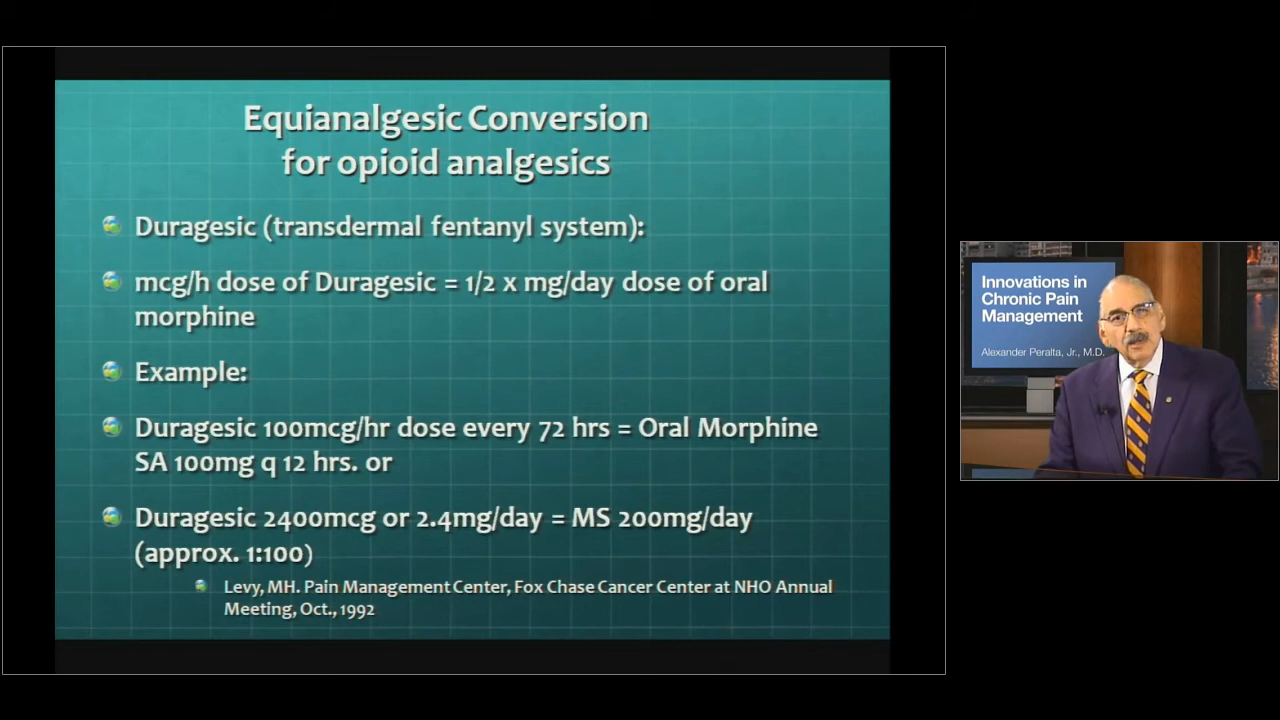 Equianalgesic Conversion
for opioid analgesics
Duragesic (transdermal fentanyl system):
mcg/h dose of Duragesic = 1/2 x mg/day dose of oral
morphine
Example:
Duragesic 100mcg/hr dose every 72 hrs = Oral Morphine
SA 100mg q 12 hrs. or
Duragesic 2400mcg or 2.4mg/day = MS 200mg/day
(approx. 1:100)
Levy, MH. Pain Management Center, Fox Chase Cancer Center at NHO Annual
Meeting, Oct., 1992
Innovations in
Chronic Pain
Management
Alexander Peralta, Jr., M.D.